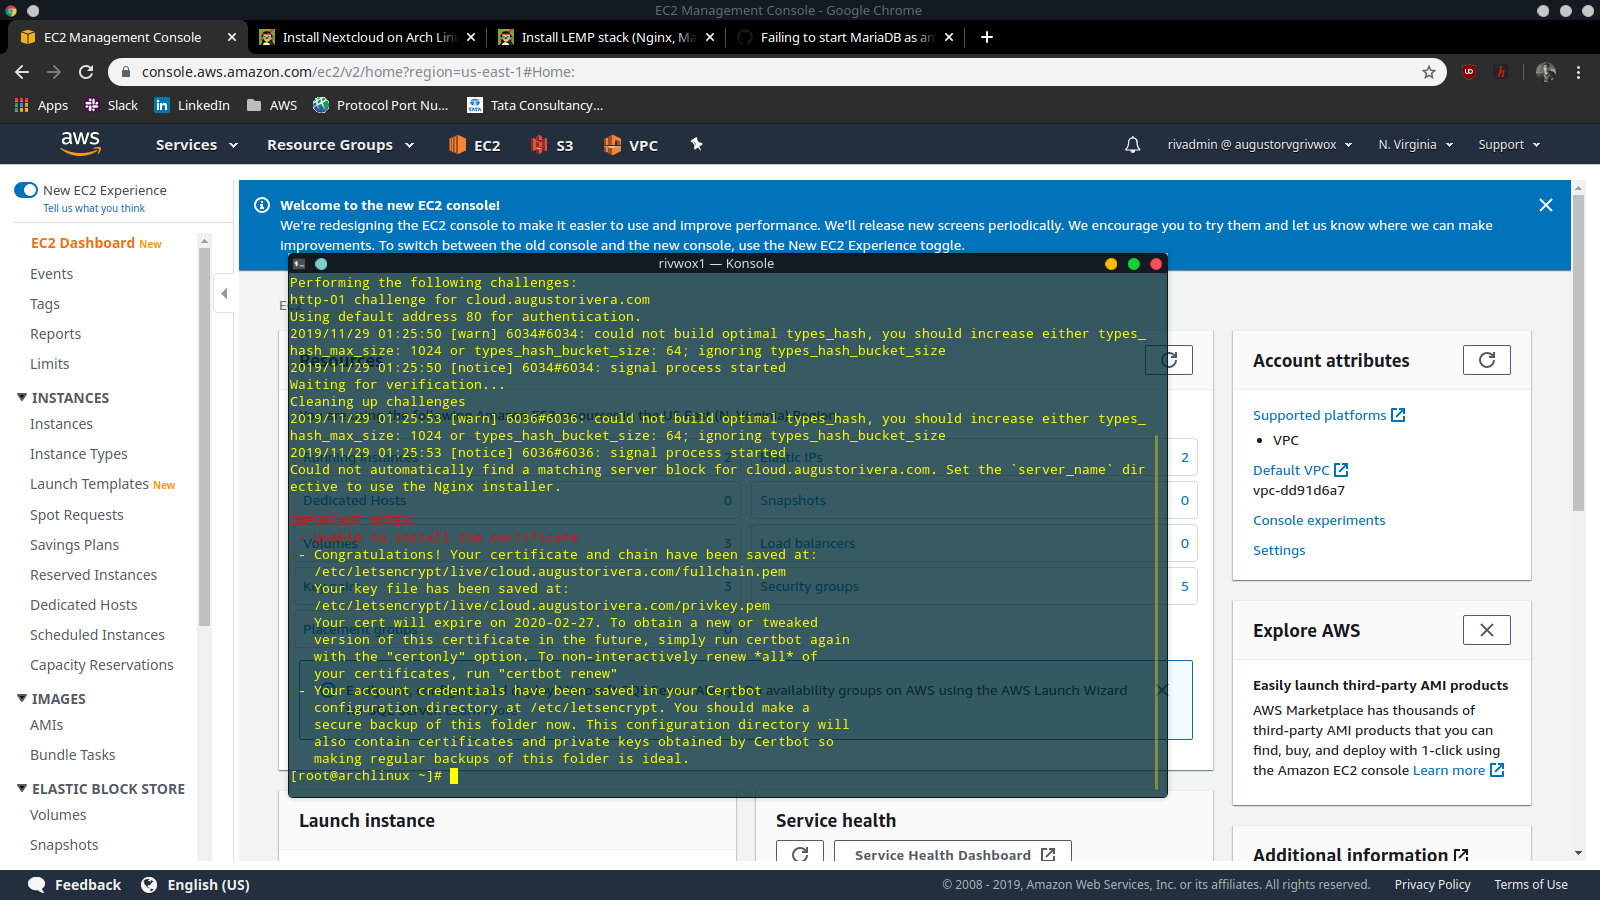 EC2 Management Console - Google Chrome
EC2 Management Console
Install Nextcloud on Arch Lin
Install LEMP stack (Nginx, Ma
Failing to start MariaDB as an
console.aws.amazon.com/ec2/v2/home?region=us-east-1#Home:
Apps
Slack
LinkedIn
AWS
Protocol Port Nu...
Tata Consultancy...
aws
Services
Resource Groups
EC2
S3
VPC
rivadmin @ augustorvgrivwox
N. Virginia
Support
New EC2 Experience
Tell us what you think
EC2 Dashboard New
Events
Tags
Reports
Limits
INSTANCES
Instances
Instance Types
Launch Templates New
Spot Requests
Savings Plans
Reserved Instances
Dedicated Hosts
Scheduled Instances
Capacity Reservations
IMAGES
AMIs
Bundle Tasks
ELASTIC BLOCK STORE
Volumes
Snapshots
Welcome to the new EC2 console!
We're redesigning the EC2 console to make it easier to use and improve performance. We'll release new screens periodically. We encourage you to try them and let us know where we can make
improvements. To switch between the old console and the new console, use the New EC2 Experience toggle.
rivwox1 — Konsole
Performing the following challenges:
http-01 challenge for cloud.augustorivera.com
Using default address 80 for authentication.
2019/11/29 01:25:50 [warn] 6034#6034: could not build optimal types_hash, you should increase either types_
hash_max_size: 1024 or types_hash_bucket_size: 64; ignoring types_hash_bucket_size
2019/11/29 01:25:50 [notice] 6034#6034: signal process started
Waiting for verification...
Cleaning up challenges
2019/11/29 01:25:53 [warn] 6036#6036: could not build optimal types_hash, you should increase either types_
hash_max_size: 1024 or types_hash_bucket_size: 64; ignoring types_hash_bucket_size
2019/11/29 01:25:53 [notice] 6036#6036: signal process started
Could not automatically find a matching server block for cloud.augustorivera.com. Set the `server_name` dir
ective to use the Nginx installer.
IMPORTANT NOTES:
- Unable to install the certificate
- Congratulations! Your certificate and chain have been saved at:
/etc/letsencrypt/live/cloud.augustorivera.com/fullchain.pem
Your key file has been saved at:
/etc/letsencrypt/live/cloud.augustorivera.com/privkey.pem
Your cert will expire on 2020-02-27. To obtain a new or tweaked
version of this certificate in the future, simply run certbot again
with the "certonly" option. To non-interactively renew *all* of
your certificates, run "certbot renew"
- Your account credentials have been saved in your Certbot
configuration directory at /etc/letsencrypt. You should make a
secure backup of this folder now. This configuration directory will
also contain certificates and private keys obtained by Certbot so
making regular backups of this folder is ideal.
[root@archlinux ~]#
Resources
Running instances 2
Elastic IPs 2
Dedicated Hosts 0
Snapshots 0
Volumes 3
Load balancers 0
3
Security groups 5
Placement groups 0
availability groups on AWS using the AWS Launch Wizard
Launch instance
Service health
Service Health Dashboard
Account attributes
Supported platforms
VPC
Default VPC
vpc-dd91d6a7
Console experiments
Settings
Explore AWS
Easily launch third-party AMI products
AWS Marketplace has thousands of
third-party AMI products that you can
find, buy, and deploy with 1-click using
the Amazon EC2 console Learn more
Additional information
Feedback
English (US)
© 2008 - 2019, Amazon Web Services, Inc. or its affiliates. All rights reserved.
Privacy Policy
Terms of Use